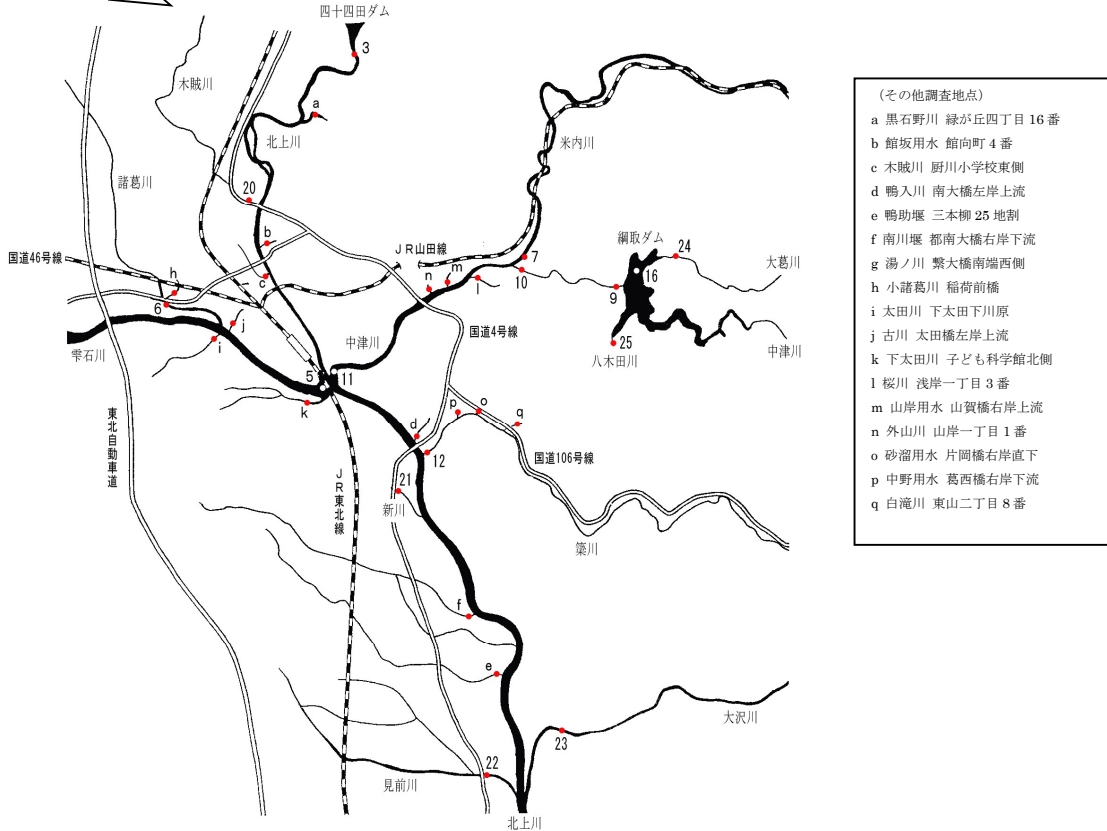 四十四田ダム
3
木賊川
a
北上川
米内川
諸葛川
20
b
国道46号線
JR山田線
綱取ダム
24
7
大葛川
h
c
n
m
l
10
16
9
6
国道4号線
j
雫石川
i
中津川
25
八木田川
中津川
5
11
k
東北自動車道
d
p
o
q
12
国道106号線
JR東北線
21
新川
簗川
f
e
大沢川
23
22
見前川
北上川
(その他調査地点)
a 黒石野川 緑が丘四丁目16番
b 館坂用水 館向町4番
c 木賊川 厨川小学校東側
d 鴨入川 南大橋左岸上流
e 鴨助堰 三本柳25地割
f 南川堰 都南大橋右岸下流
g 湯ノ川 繋大橋南端西側
h 小諸葛川 稲荷前橋
i 太田川 下太田下川原
j 古川 太田橋左岸上流
k 下太田川 子ども科学館北側
l 桜川 浅岸一丁目3番
m 山岸用水 山賀橋右岸上流
n 外山川 山岸一丁目1番
o 砂溜用水 片岡橋右岸直下
p 中野用水 葛西橋右岸下流
q 白滝川 東山二丁目8番